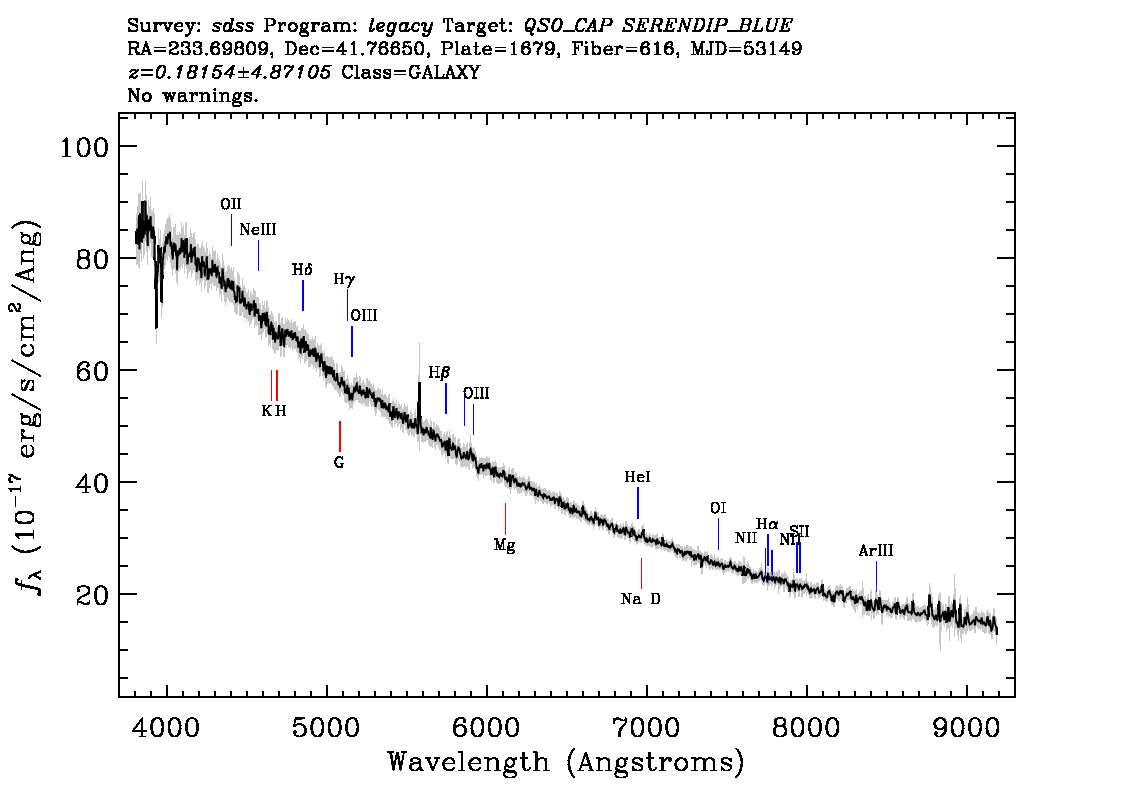 Survey: sdss Program: legacy Target: QSO_CAP SERENDIP_BLUE
RA=233.69809, Dec=41.76650, Plate=1679, Fiber=616, MJD=53149
z=0.18154±4.87105 Class=GALAXY
No warnings.
100
80
60
40
20
fλ (10−17 erg/s/cm2/Ang)
OII
NeIII
Hδ
Hγ
OIII
Hβ
OIII
K H
G
Mg
HeI
Na D
OI
NII
Hα
NII
SII
ArIII
4000 5000 6000 7000 8000 9000
Wavelength (Angstroms)